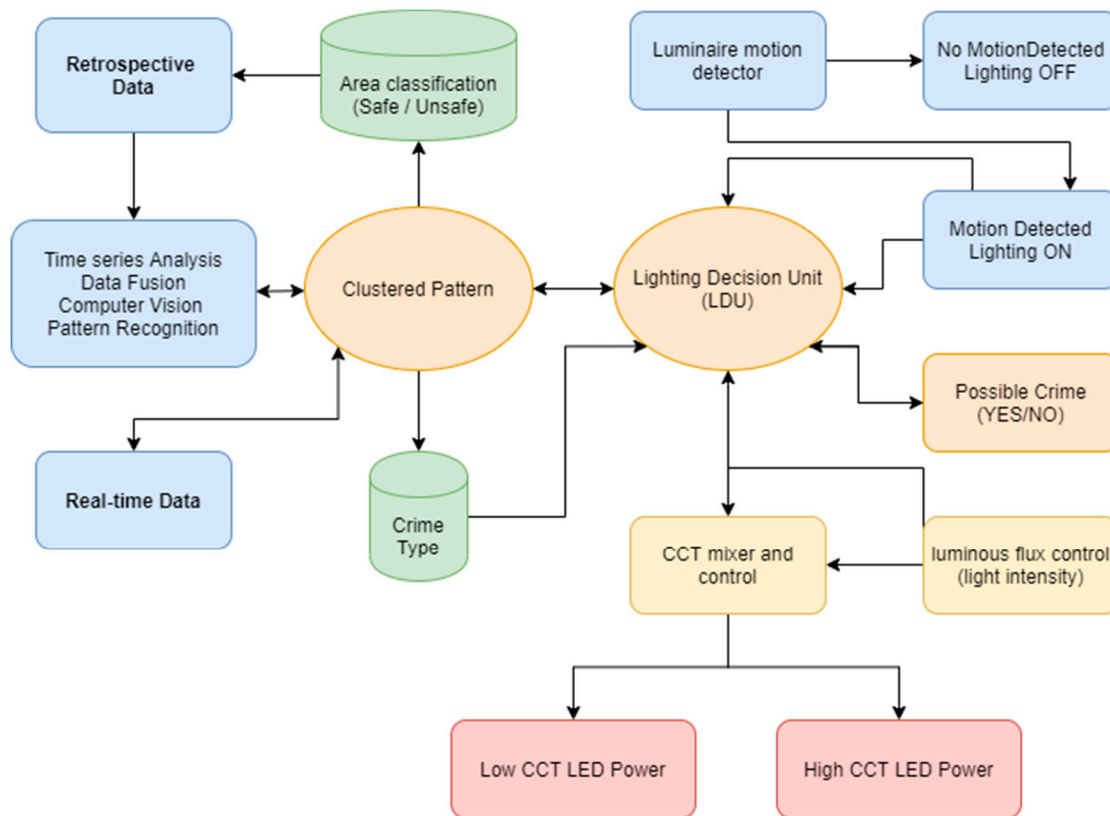 Retrospective
Data
Area classification
(Safe / Unsafe)
Luminaire motion
detector
No MotionDetected
Lighting OFF
Time series Analysis
Data Fusion
Computer Vision
Pattern Recognition
Clustered Pattern
Lighting Decision Unit
(LDU)
Motion Detected
Lighting ON
Possible Crime
(YES/NO)
Real-time Data
Crime
Type
CCT mixer and
control
luminous flux control
(light intensity)
Low CCT LED Power
High CCT LED Power